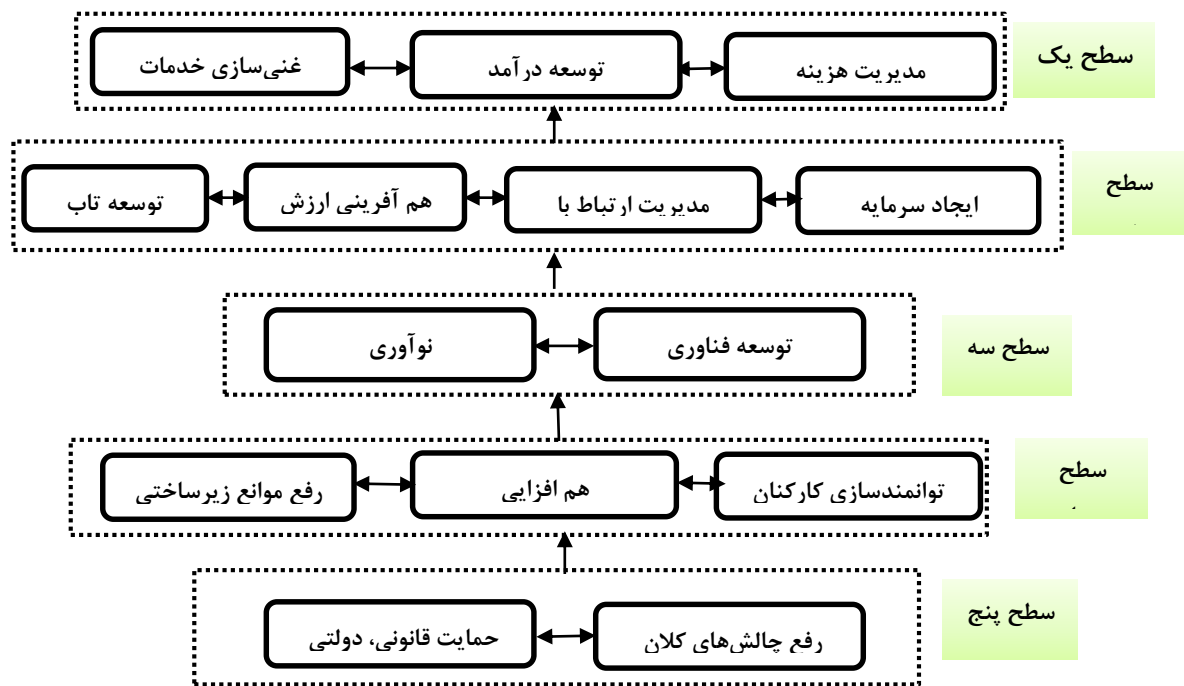 سطح یک
مدیریت هزینه
توسعه درآمد
غنی‌سازی خدمات
سطح
ایجاد سرمایه
مدیریت ارتباط با
هم آفرینی ارزش
توسعه تاب
سطح سه
توسعه فناوری
نوآوری
سطح
توانمندسازی کارکنان
هم افزایی
رفع موانع زیرساختی
سطح پنج
رفع چالش‌های کلان
حمایت قانونی، دولتی